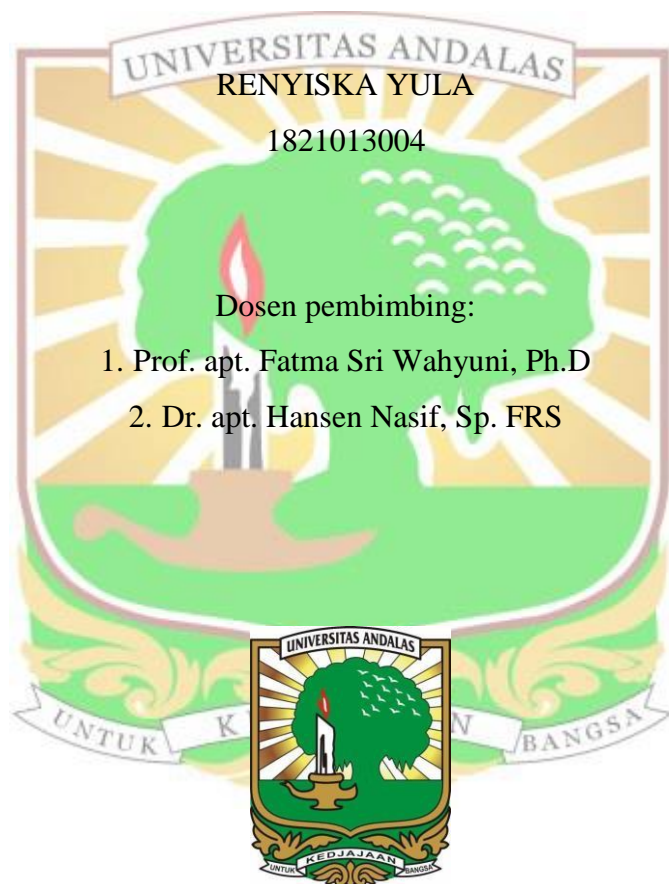 UNIVERSITAS ANDALAS
RENYISKA YULA
1821013004
Dosen pembimbing:
1. Prof. apt. Fatma Sri Wahyuni, Ph.D
2. Dr. apt. Hansen Nasif, Sp. FRS
UNIVERSITAS ANDALAS
UNTUK K N BANGSA
UNTUK KEDJAJAAN BANGSA